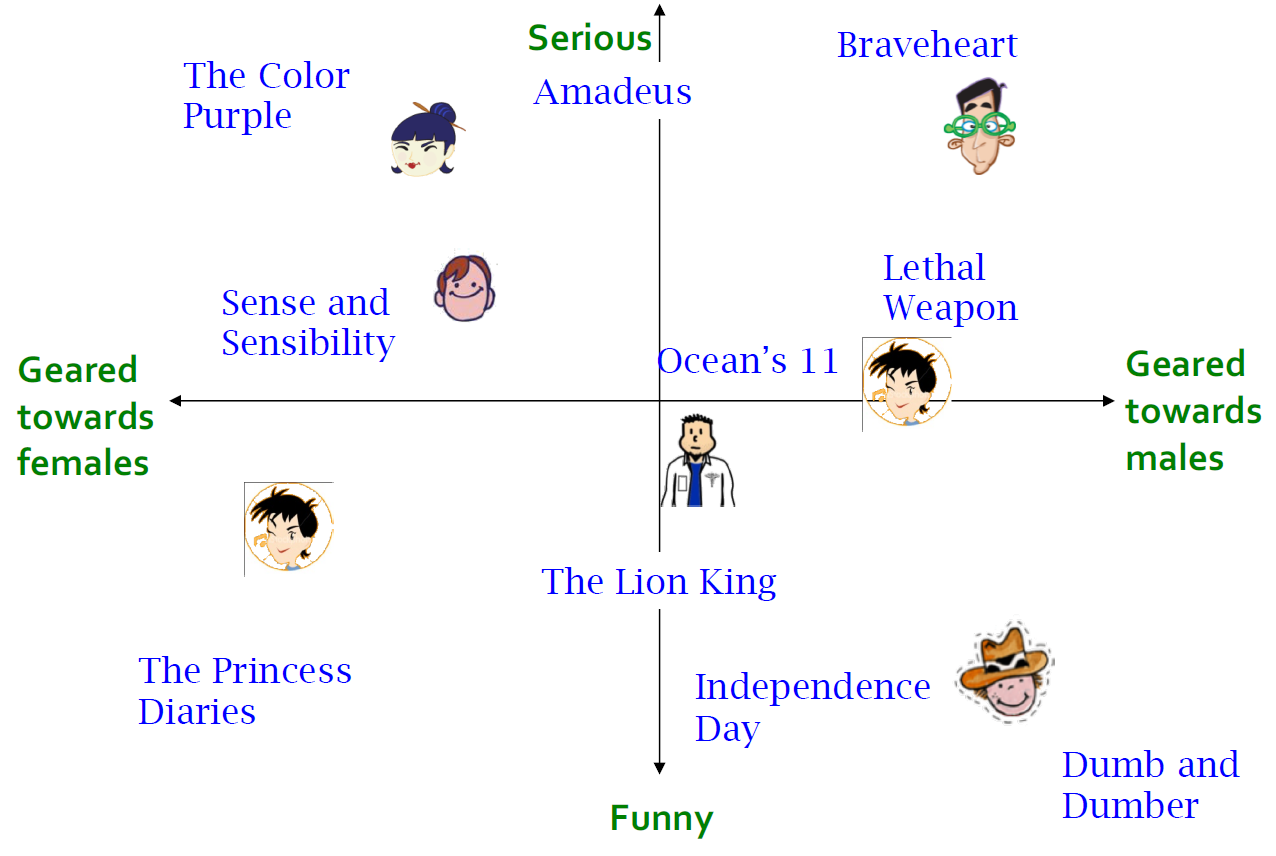 Serious
Braveheart
The Color
Purple
Amadeus
Lethal
Weapon
Sense and
Sensibility
Ocean’s 11
Geared
towards
females
Geared
towards
males
The Lion King
The Princess
Diaries
Independence
Day
Dumb and
Dumber
Funny